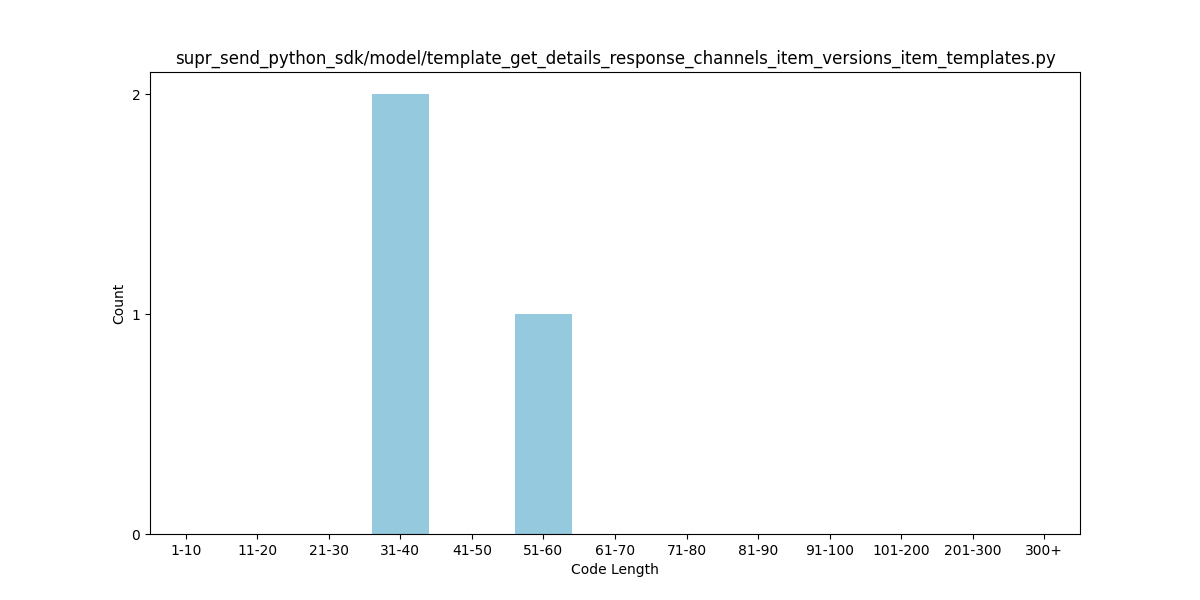 supr_send_python_sdk/model/template_get_details_response_channels_item_versions_item_templates.py
2
1
0
Count
1-10 11-20 21-30 31-40 41-50 51-60 61-70 71-80 81-90 91-100 101-200 201-300 300+
Code Length